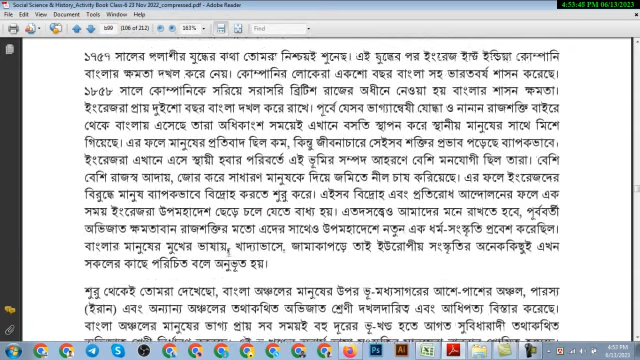 Social Science & History_Activity Book Class-6 23 Nov 2022_compressed.pdf - Adobe Reader
04:53:45 PM 06/13/2023
File Edit View Document Tools Window Help
b99 (106 of 212) 163% Find
১৭৫৭ সালের পলাশীর যুদ্ধের কথা তোমরা নিশ্চয়ই শুনেছ। এই যুদ্ধের পর ইংরেজ ইস্ট ইন্ডিয়া কোম্পানি
বাংলার ক্ষমতা দখল করে নেয়। কোম্পানির লোকেরা একশো বছর বাংলা সহ ভারতবর্ষ শাসন করেছে।
১৮৫৮ সালে কোম্পানিকে সরিয়ে সরাসরি ব্রিটিশ রাজের অধীনে নেওয়া হয় বাংলার শাসন ক্ষমতা।
ইংরেজরা প্রায় দুইশো বছর বাংলা দখল করে রাখে। পূর্বে যেসব ভাগ্যান্বেষী যোদ্ধা ও নানান রাজশক্তি বাইরে
থেকে বাংলায় এসেছে তারা অধিকাংশ সময়েই এখানে বসতি স্থাপন করে স্থানীয় মানুষের সাথে মিশে
গিয়েছে। এর ফলে মানুষের প্রতিবাদ ছিল কম, কিন্তু জীবনাচারে সেইসব শক্তির প্রভাব পড়েছে ব্যাপকভাবে।
ইংরেজরা এখানে এসে স্থায়ী হবার পরিবর্তে এই ভূমির সম্পদ আহরণে বেশি মনযোগী ছিল তারা। বেশি
বেশি রাজস্ব আদায়, জোর করে সাধারণ মানুষকে দিয়ে জমিতে নীল চাষ করিয়েছে। এর ফলে ইংরেজদের
বিরুদ্ধে মানুষ ব্যাপকভাবে বিদ্রোহ করতে শুরু করে। এইসব বিদ্রোহ এবং প্রতিরোধ আন্দোলনের ফলে এক
সময় ইংরেজরা উপমহাদেশ ছেড়ে চলে যেতে বাধ্য হয়। এতদসত্ত্বেও আমাদের মনে রাখতে হবে, পূর্ববর্তী
অভিজাত ক্ষমতাবান রাজশক্তির মতো এদের সাথেও উপমহাদেশে নতুন এক ধর্ম-সংস্কৃতি প্রবেশ করেছিল।
বাংলার মানুষের মুখের ভাষায়, খাদ্যাভাসে, জামাকাপড়ে তাই ইউরোপীয় সংস্কৃতির অনেককিছুই এখন
সকলের কাছে পরিচিত বলে অনুভূত হয়।
শুরু থেকেই তোমরা দেখেছো, বাংলা অঞ্চলের মানুষের উপর ভূ-মধ্যসাগরের আশে-পাশের অঞ্চল, পারস্য
(ইরান) এবং অন্যান্য অঞ্চলের তথাকথিত অভিজাত শ্রেণী দখলদারিত্ব এবং আধিপত্য বিস্তার করেছে।
বাংলা অঞ্চলের মানুষের ভাগ্য প্রায় সব সময়ই বহু দূরের ভূ-খন্ড হতে আগত সুবিধাবাদী তথাকথিত
4:53 PM
6/13/2023